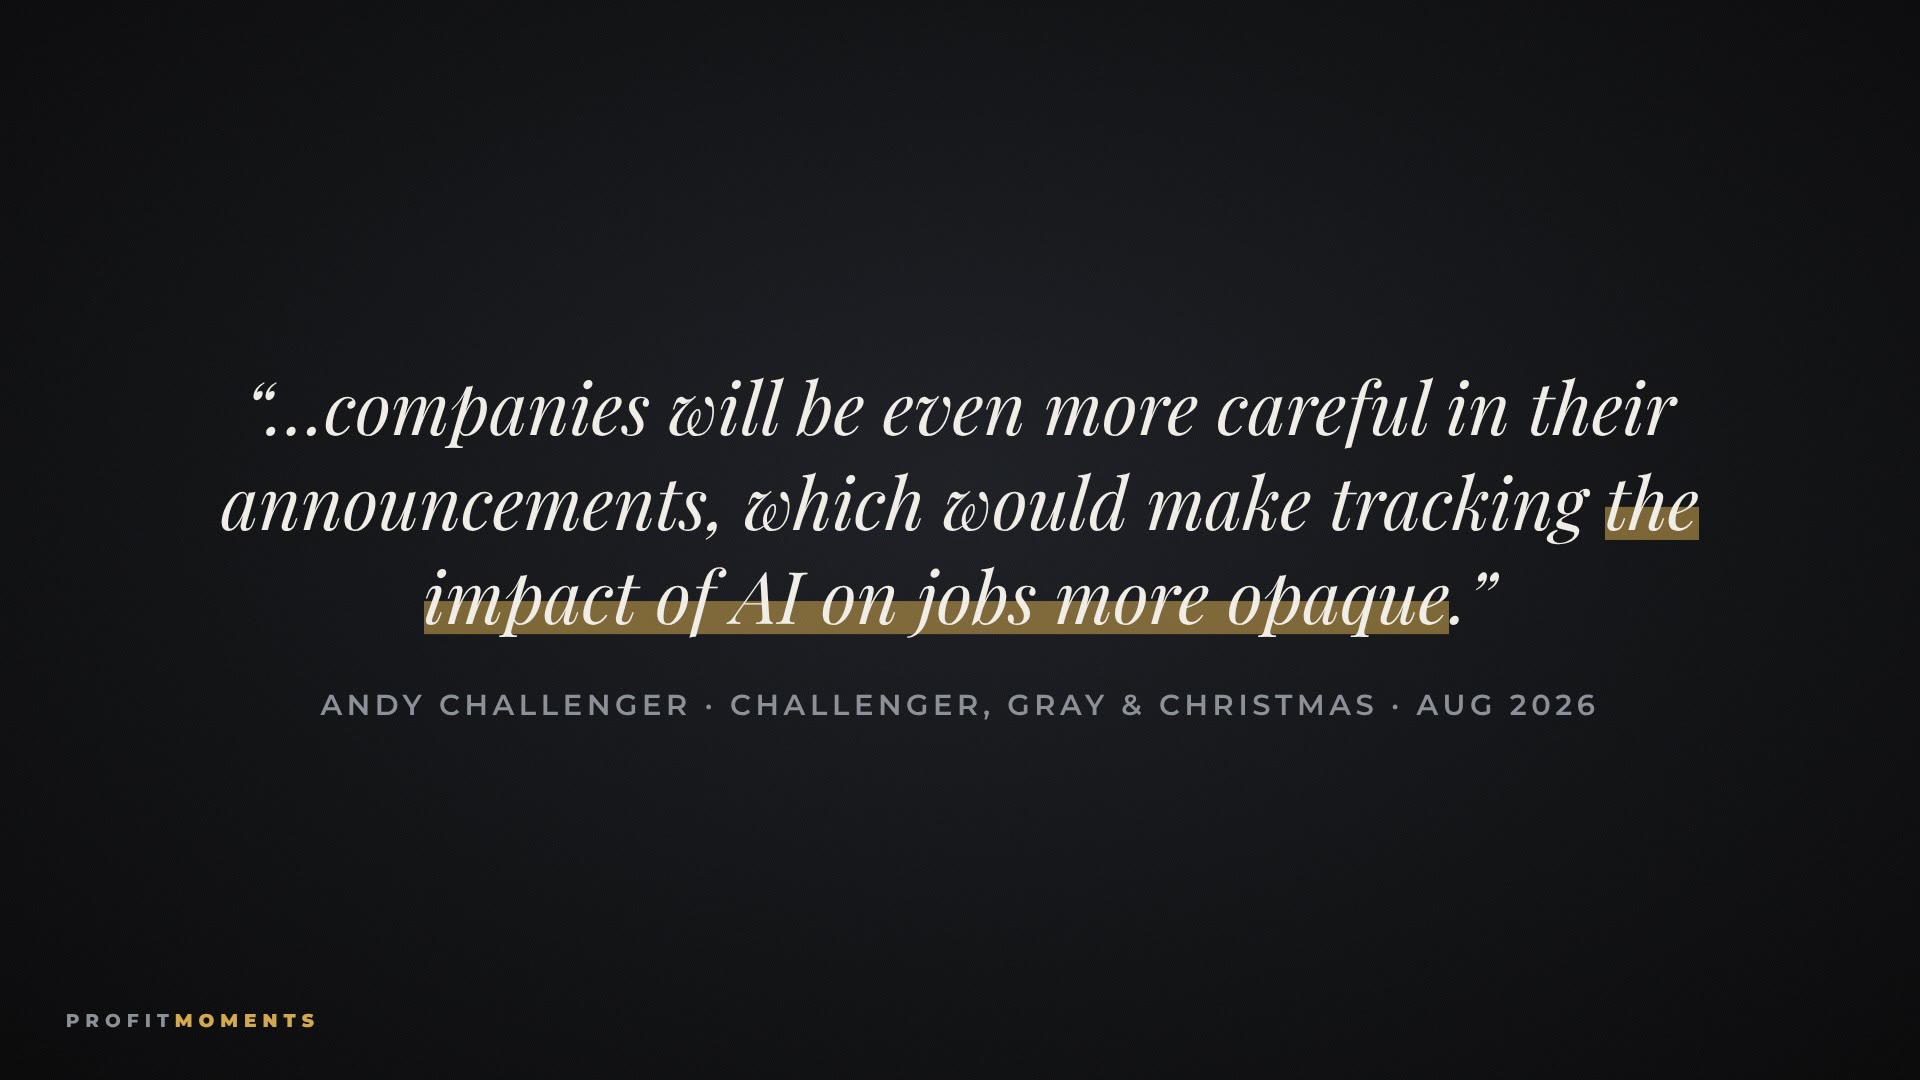 “...companies will be even more careful in their
announcements, which would make tracking the
impact of AI on jobs more opaque.”
ANDY CHALLENGER · CHALLENGER, GRAY & CHRISTMAS · AUG 2026
PROFITMOMENTS